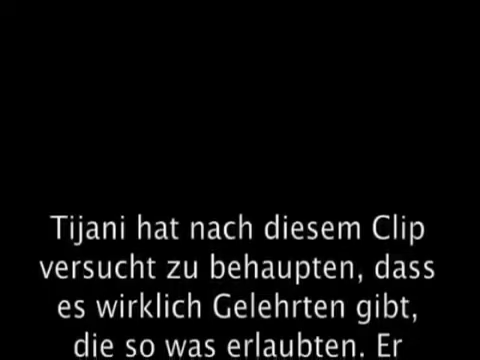 Tijani hat nach diesem Clip
versucht zu behaupten, dass
es wirklich Gelehrten gibt,
die so was erlaubten. Er